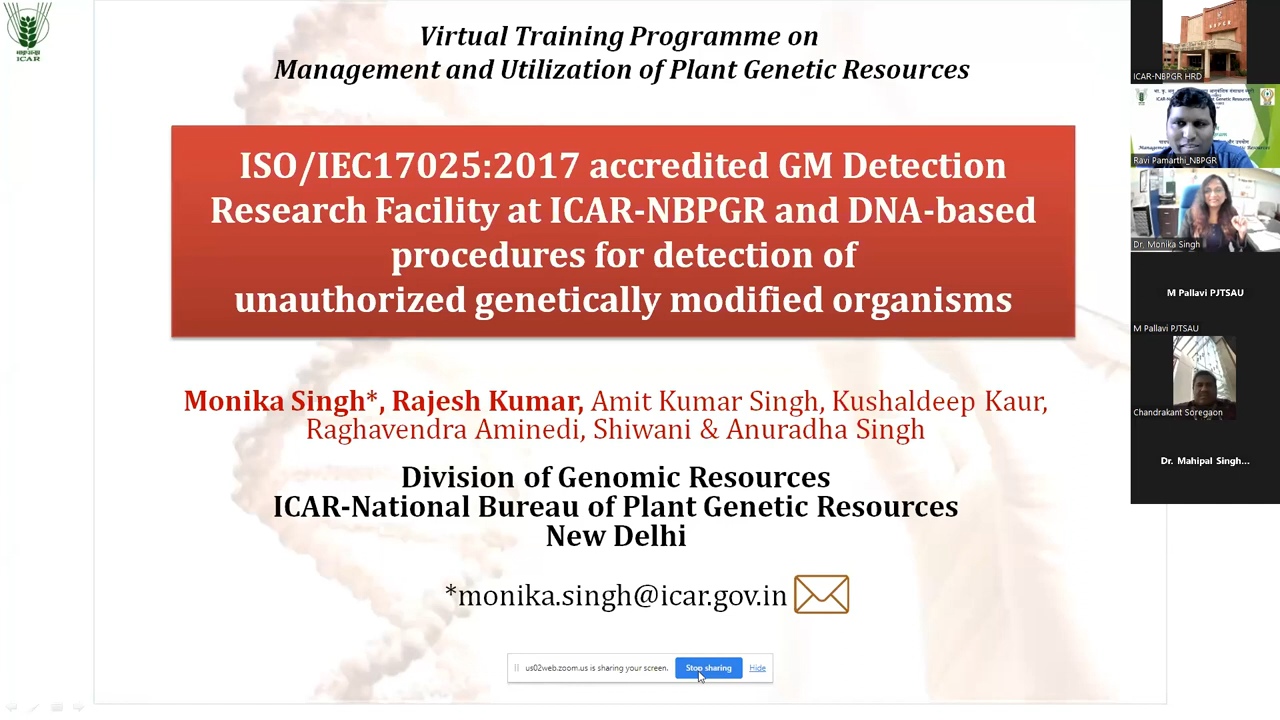 Virtual Training Programme on
Management and Utilization of Plant Genetic Resources
ICAR
ISO/IEC17025:2017 accredited GM Detection
Research Facility at ICAR-NBPGR and DNA-based
procedures for detection of
unauthorized genetically modified organisms
Monika Singh*, Rajesh Kumar, Amit Kumar Singh, Kushaldeep Kaur,
Raghavendra Aminedi, Shiwani & Anuradha Singh
Division of Genomic Resources
ICAR-National Bureau of Plant Genetic Resources
New Delhi
*monika.singh@icar.gov.in
us02web.zoom.us is sharing your screen.
Stop sharing
Hide
NBPGR
ICAR-NBPGR HRD
Ravi Pamarthi_NBPGR
Dr. Monika Singh
M Pallavi PJTSAU
M Pallavi PJTSAU
Chandrakant Soregaon
Dr. Mahipal Singh...